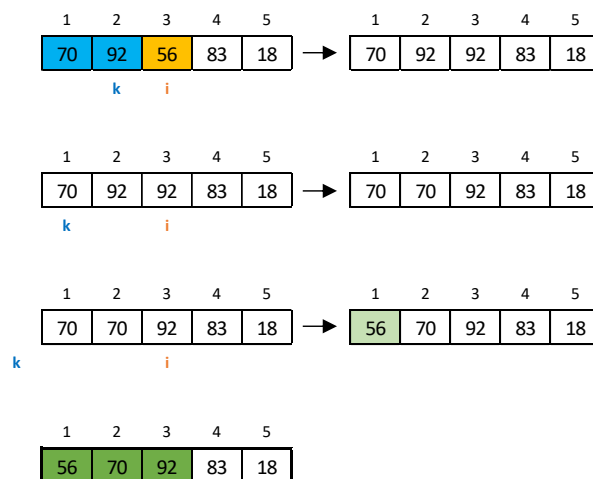 1 2 3 4 5 1 2 3 4 5
70 92 56 83 18 70 92 92 83 18
k i
1 2 3 4 5 1 2 3 4 5
70 92 92 83 18 70 70 92 83 18
k i
1 2 3 4 5 1 2 3 4 5
70 70 92 83 18 56 70 92 83 18
k i
1 2 3 4 5
56 70 92 83 18